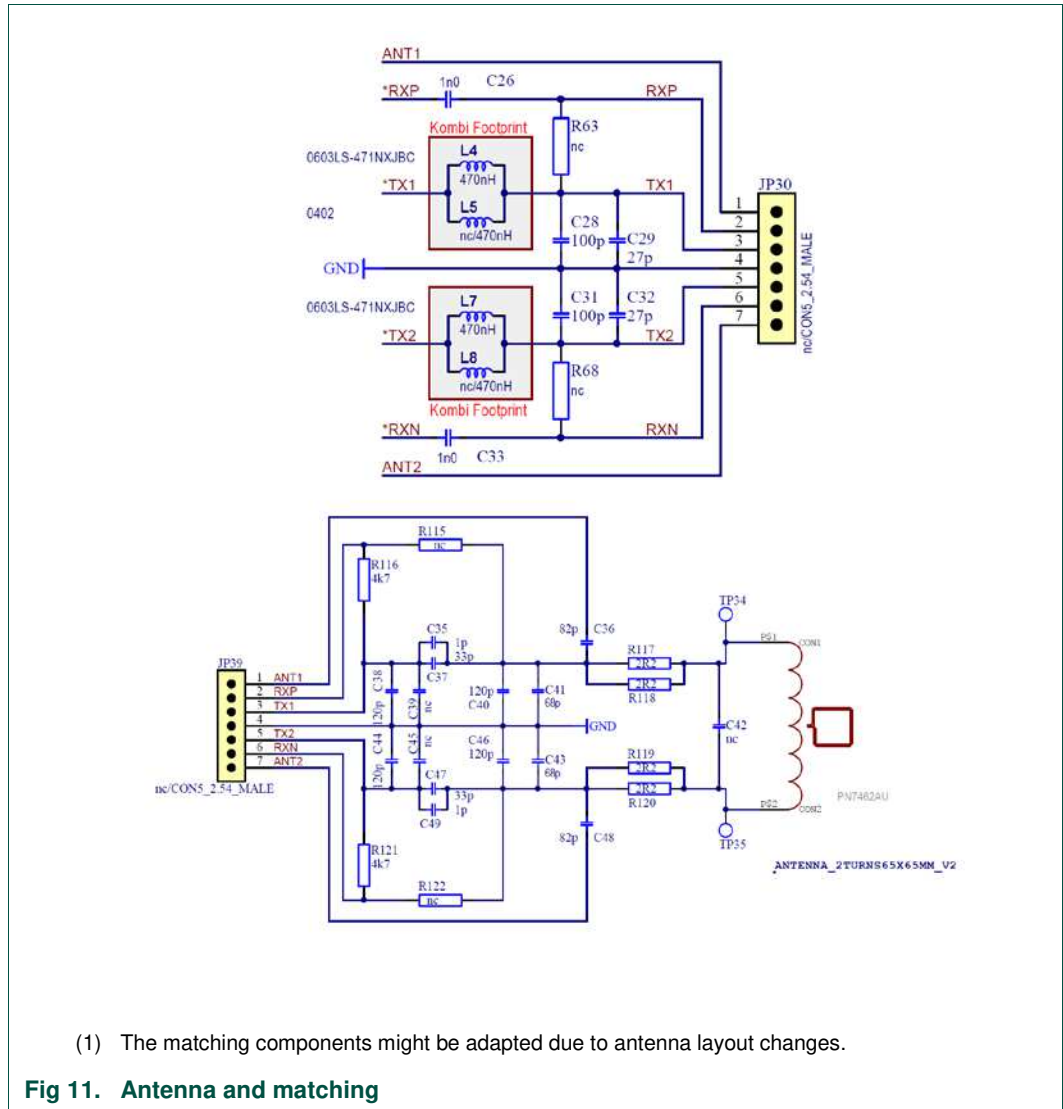 ANT1
*RXP
1n0
C26
RXP
Kombi Footprint
R63
nc
0603LS-471NXJBC
L4
470nH
*TX1
TX1
JP30
0402
L5
nc/470nH
C28
100p
C29
27p
1
2
3
4
5
6
7
GND
0603LS-471NXJBC
L7
470nH
C31
100p
C32
27p
*TX2
TX2
L8
nc/470nH
R68
nc
Kombi Footprint
*RXN
RXN
1n0
C33
ANT2
nc/CON5_2.54_MALE
R115
nc
R116
4k7
TP34
C35
1p
82p
C36
PS1
CON1
33p
C37
R117
2R2
JP39
1 ANT1
2 RXP
3 TX1
4
5 TX2
6 RXN
7 ANT2
R118
2R2
C38
120p
C39
nc
120p
C40
C41
68p
GND
C42
nc
C44
120p
C45
nc
C46
120p
C43
68p
R119
2R2
nc/CON5_2.54_MALE
C47
33p
2R2
R120
PN7462AU
C49
1p
82p
C48
PS2
CON2
R121
4k7
TP35
R122
nc
ANTENNA_2TURNS65X65MM_V2
(1) The matching components might be adapted due to antenna layout changes.
Fig 11. Antenna and matching